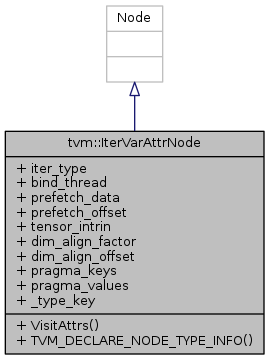 Node
tvm::IterVarAttrNode
+ iter_type
+ bind_thread
+ prefetch_data
+ prefetch_offset
+ tensor_intrin
+ dim_align_factor
+ dim_align_offset
+ pragma_keys
+ pragma_values
+ _type_key
+ VisitAttrs()
+ TVM_DECLARE_NODE_TYPE_INFO()